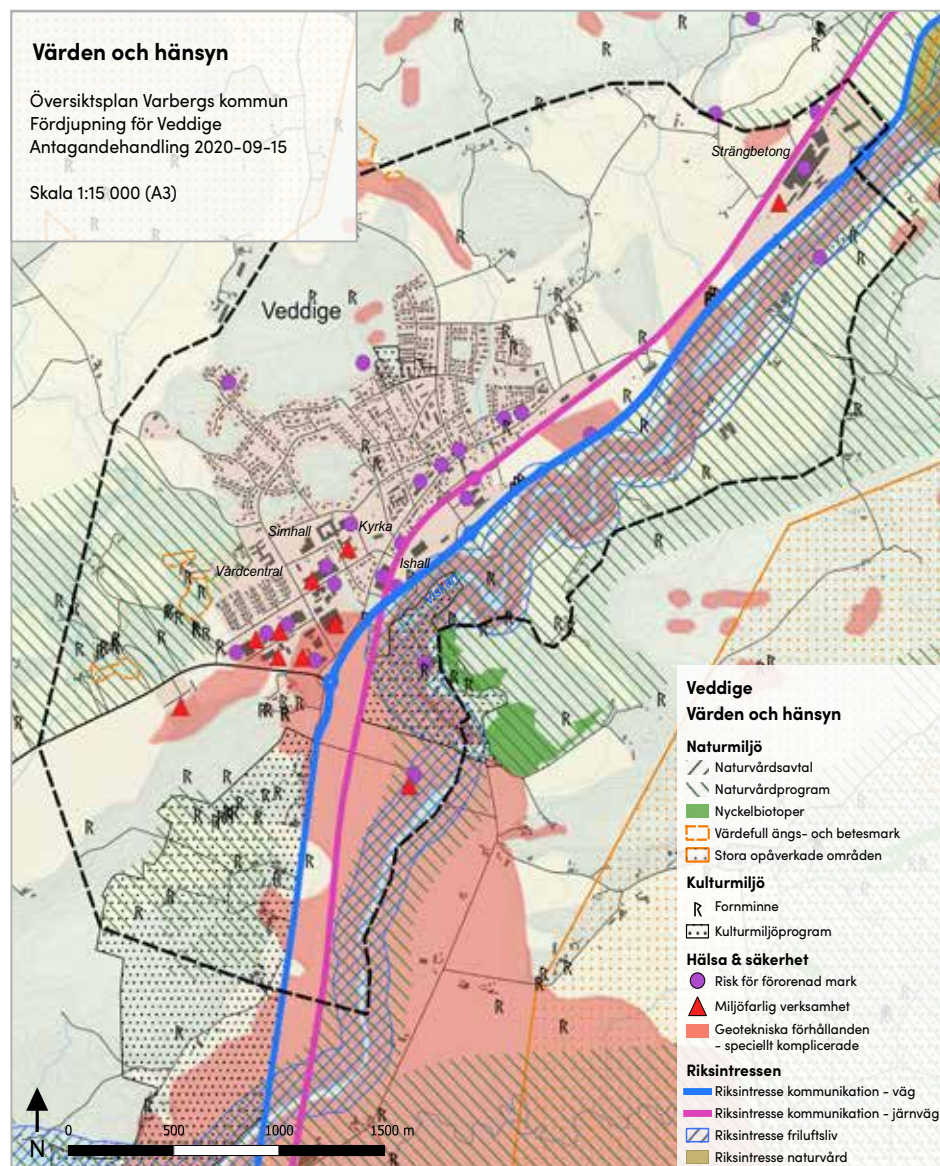 Värden och hänsyn
Översiktsplan Varbergs kommun
Fördjupning för Veddige
Antagandehandling 2020-09-15
Skala 1:15 000 (A3)
Strängbetong
Veddige
Simhall
Kyrka
Vårdcentral
Ishall
Viskan
Veddige
Värden och hänsyn
Naturmiljö
Naturvårdsavtal
Naturvårdprogram
Nyckelbiotoper
Värdefull ängs- och betesmark
Stora opåverkade områden
Kulturmiljö
Fornminne
Kulturmiljöprogram
Hälsa & säkerhet
Risk för förorenad mark
Miljöfarlig verksamhet
Geotekniska förhållanden
- speciellt komplicerade
Riksintressen
Riksintresse kommunikation - väg
Riksintresse kommunikation - järnväg
Riksintresse friluftsliv
Riksintresse naturvård
N
0 500 1000 1500 m